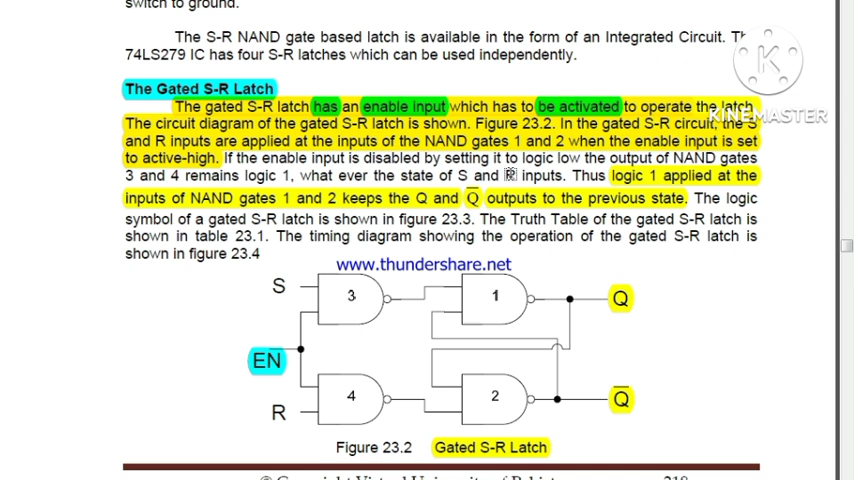 switch to ground.
The S-R NAND gate based latch is available in the form of an Integrated Circuit. Th
74LS279 IC has four S-R latches which can be used independently.
The Gated S-R Latch
The gated S-R latch has an enable input which has to be activated to operate the latch.
The circuit diagram of the gated S-R latch is shown. Figure 23.2. In the gated S-R circuit, the S
and R inputs are applied at the inputs of the NAND gates 1 and 2 when the enable input is set
to active-high. If the enable input is disabled by setting it to logic low the output of NAND gates
3 and 4 remains logic 1, what ever the state of S and R inputs. Thus logic 1 applied at the
inputs of NAND gates 1 and 2 keeps the Q and Q̅ outputs to the previous state. The logic
symbol of a gated S-R latch is shown in figure 23.3. The Truth Table of the gated S-R latch is
shown in table 23.1. The timing diagram showing the operation of the gated S-R latch is
shown in figure 23.4
K
KINEMASTER
www.thundershare.net
S
3
1
Q
EN
4
2
Q̅
R
Figure 23.2 Gated S-R Latch
© Copyright Virtual University of Pakist 218